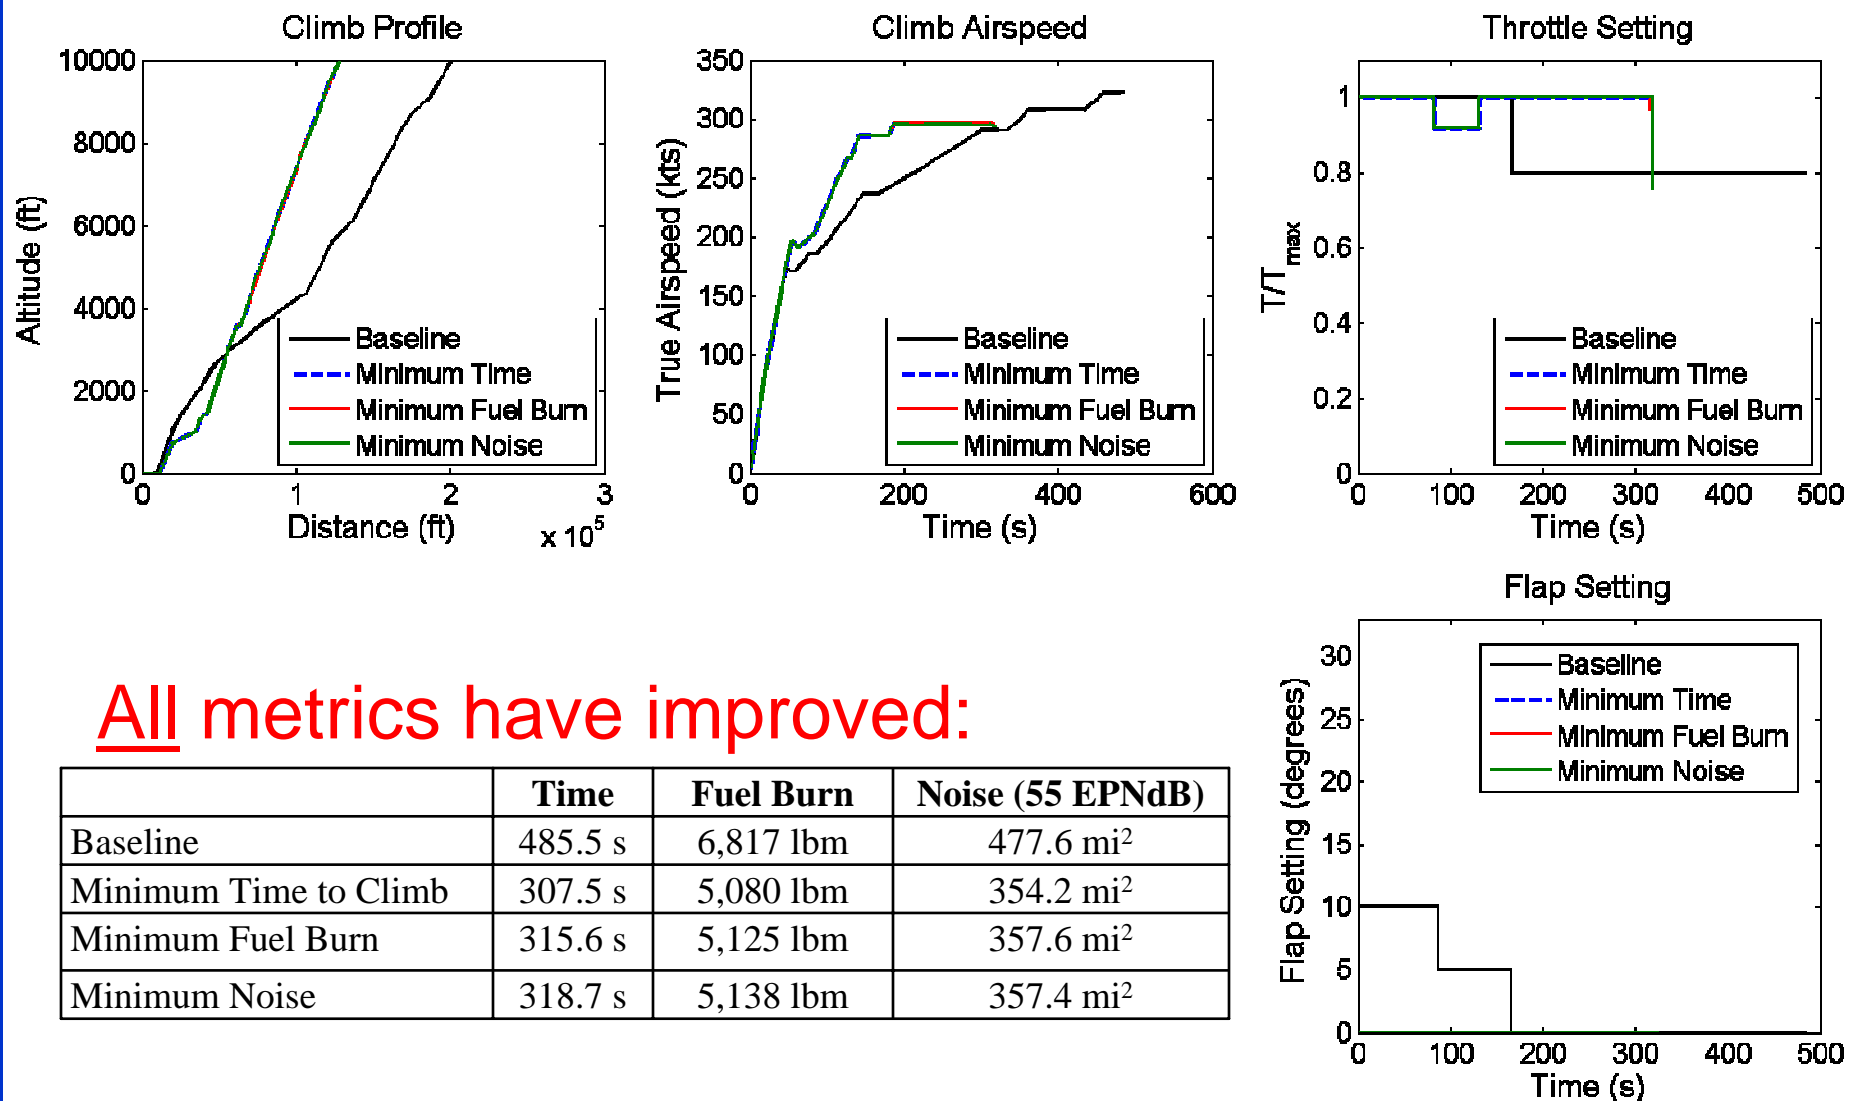 Climb Profile
10000
8000
6000
4000
2000
0
Altitude (ft)
Baseline
Minimum Time
Minimum Fuel Burn
Minimum Noise
0 1 2 3
Distance (ft)
x 10⁵
Climb Airspeed
350
300
250
200
150
100
50
0
True Airspeed (kts)
Baseline
Minimum Time
Minimum Fuel Burn
Minimum Noise
0 200 400 600
Time (s)
Throttle Setting
1
0.8
0.6
0.4
0.2
0
T/Tmax
Baseline
Minimum Time
Minimum Fuel Burn
Minimum Noise
0 100 200 300 400 500
Time (s)
All metrics have improved:
Time Fuel Burn Noise (55 EPNdB)
Baseline 485.5 s 6,817 lbm 477.6 mi²
Minimum Time to Climb 307.5 s 5,080 lbm 354.2 mi²
Minimum Fuel Burn 315.6 s 5,125 lbm 357.6 mi²
Minimum Noise 318.7 s 5,138 lbm 357.4 mi²
Flap Setting
30
25
20
15
10
5
0
Flap Setting (degrees)
Baseline
Minimum Time
Minimum Fuel Burn
Minimum Noise
0 100 200 300 400 500
Time (s)